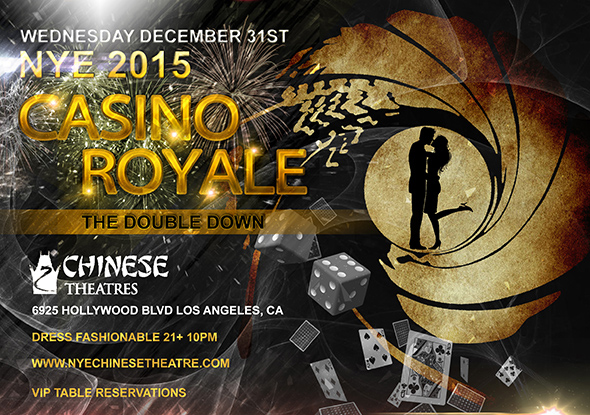 WEDNESDAY DECEMBER 31ST
NYE 2015
CASINO
ROYALE
THE DOUBLE DOWN
CHINESE
THEATRES
6925 HOLLYWOOD BLVD LOS ANGELES, CA
DRESS FASHIONABLE 21+ 10PM
WWW.NYECHINESETHEATRE.COM
VIP TABLE RESERVATIONS